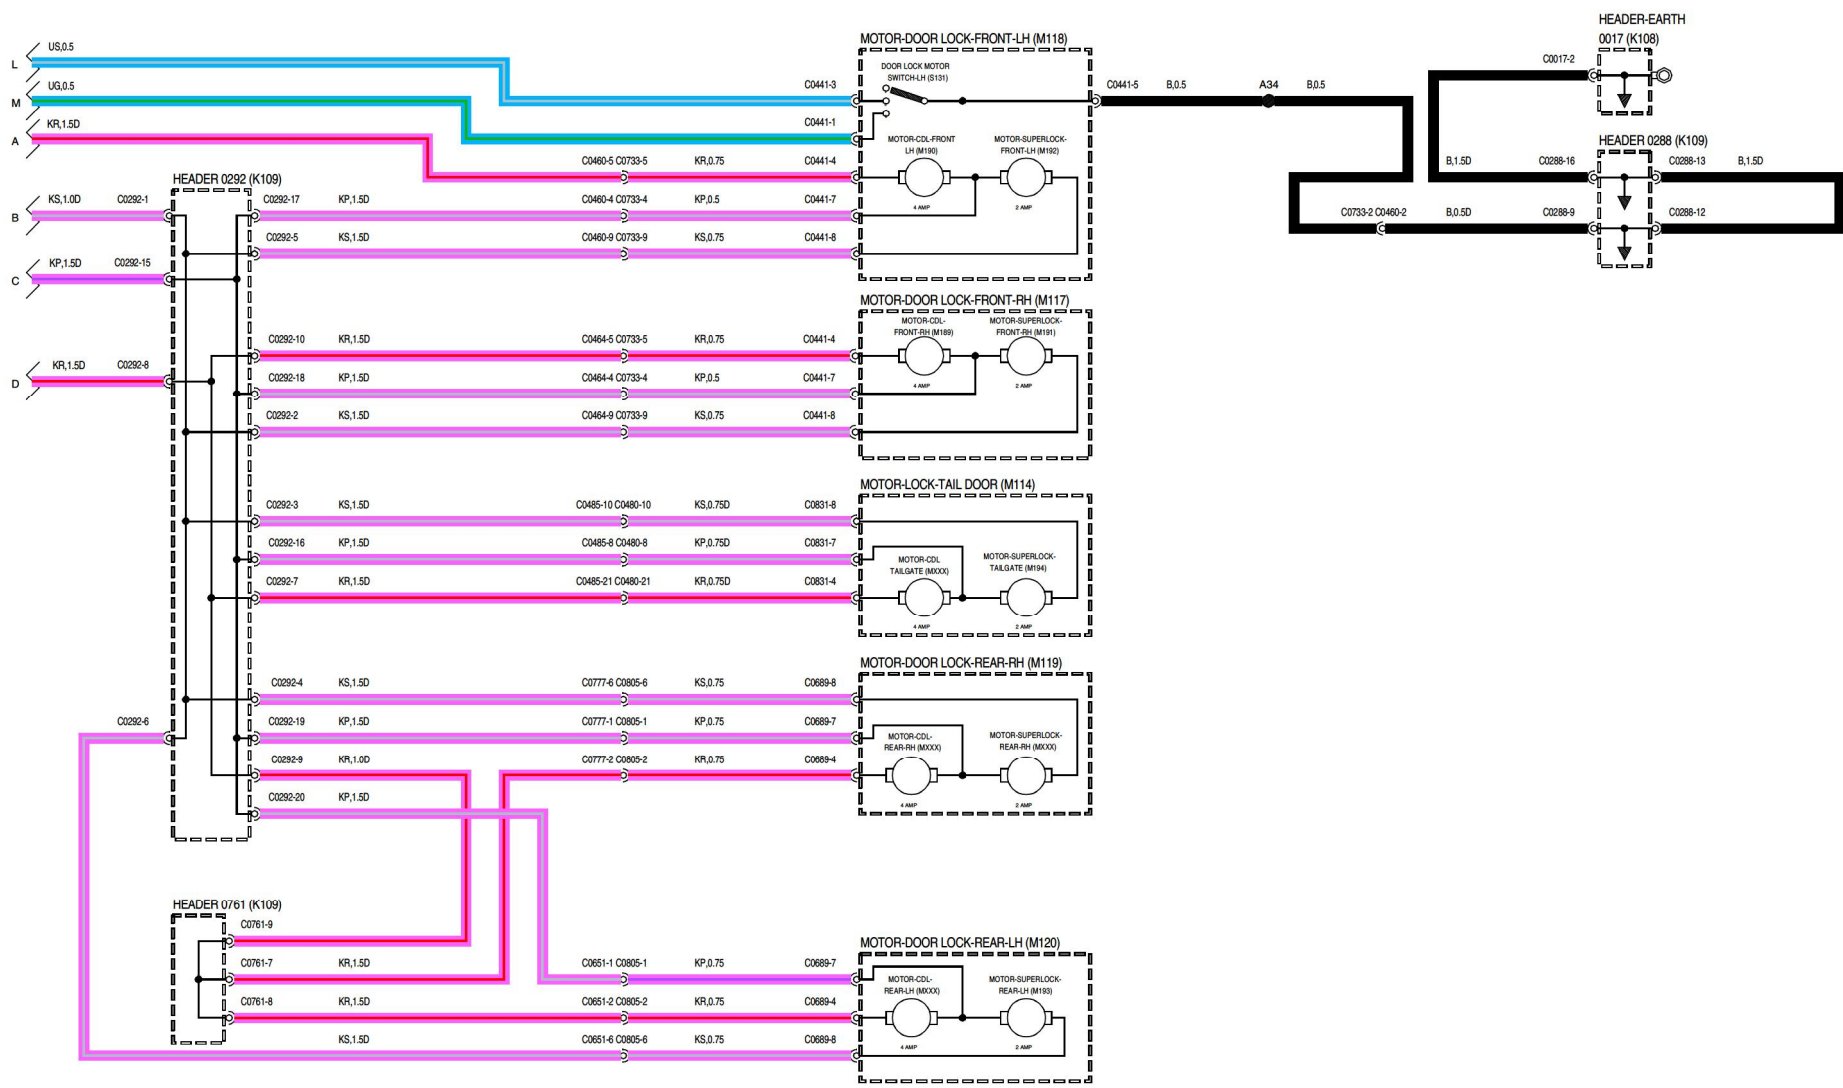 HEADER-EARTH
0017 (K108)
MOTOR-DOOR LOCK-FRONT-LH (M118)
L US,0.5
DOOR LOCK MOTOR
SWITCH-LH (S131)
C0017-2
M UG,0.5
C0441-3
C0441-5 B,0.5 A34 B,0.5
A KR,1.5D
C0441-1
MOTOR-CDL-FRONT
LH (M190)
MOTOR-SUPERLOCK-
FRONT-LH (M192)
HEADER 0288 (K109)
C0460-5 C0733-5 KR,0.75 C0441-4
B,1.5D C0288-16 C0288-13 B,1.5D
HEADER 0292 (K109)
B KS,1.0D C0292-1
C0292-17 KP,1.5D C0460-4 C0733-4 KP,0.5 C0441-7
4 AMP 2 AMP
C0733-2 C0460-2 B,0.5D C0288-9 C0288-12
C0292-5 KS,1.5D C0460-9 C0733-9 KS,0.75 C0441-8
C KP,1.5D C0292-15
MOTOR-DOOR LOCK-FRONT-RH (M117)
MOTOR-CDL-
FRONT-RH (M189)
MOTOR-SUPERLOCK-
FRONT-RH (M191)
C0292-10 KR,1.5D C0464-5 C0733-5 KR,0.75 C0441-4
D KR,1.5D C0292-8
C0292-18 KP,1.5D C0464-4 C0733-4 KP,0.5 C0441-7
4 AMP 2 AMP
C0292-2 KS,1.5D C0464-9 C0733-9 KS,0.75 C0441-8
MOTOR-LOCK-TAIL DOOR (M114)
C0292-3 KS,1.5D C0485-10 C0480-10 KS,0.75D C0831-8
C0292-16 KP,1.5D C0485-8 C0480-8 KP,0.75D C0831-7
MOTOR-CDL
TAILGATE (MXXX)
MOTOR-SUPERLOCK-
TAILGATE (M194)
C0292-7 KR,1.5D C0485-21 C0480-21 KR,0.75D C0831-4
4 AMP 2 AMP
MOTOR-DOOR LOCK-REAR-RH (M119)
C0292-4 KS,1.5D C0777-6 C0805-6 KS,0.75 C0689-8
C0292-6
C0292-19 KP,1.5D C0777-1 C0805-1 KP,0.75 C0689-7
MOTOR-CDL-
REAR-RH (MXXX)
MOTOR-SUPERLOCK-
REAR-RH (MXXX)
C0292-9 KR,1.0D C0777-2 C0805-2 KR,0.75 C0689-4
C0292-20 KP,1.5D
4 AMP 2 AMP
HEADER 0761 (K109)
C0761-9
MOTOR-DOOR LOCK-REAR-LH (M120)
C0761-7 KR,1.5D C0651-1 C0805-1 KP,0.75 C0689-7
MOTOR-CDL-
REAR-LH (MXXX)
MOTOR-SUPERLOCK-
REAR-LH (M193)
C0761-8 KR,1.5D C0651-2 C0805-2 KR,0.75 C0689-4
KS,1.5D C0651-6 C0805-6 KS,0.75 C0689-8
4 AMP 2 AMP